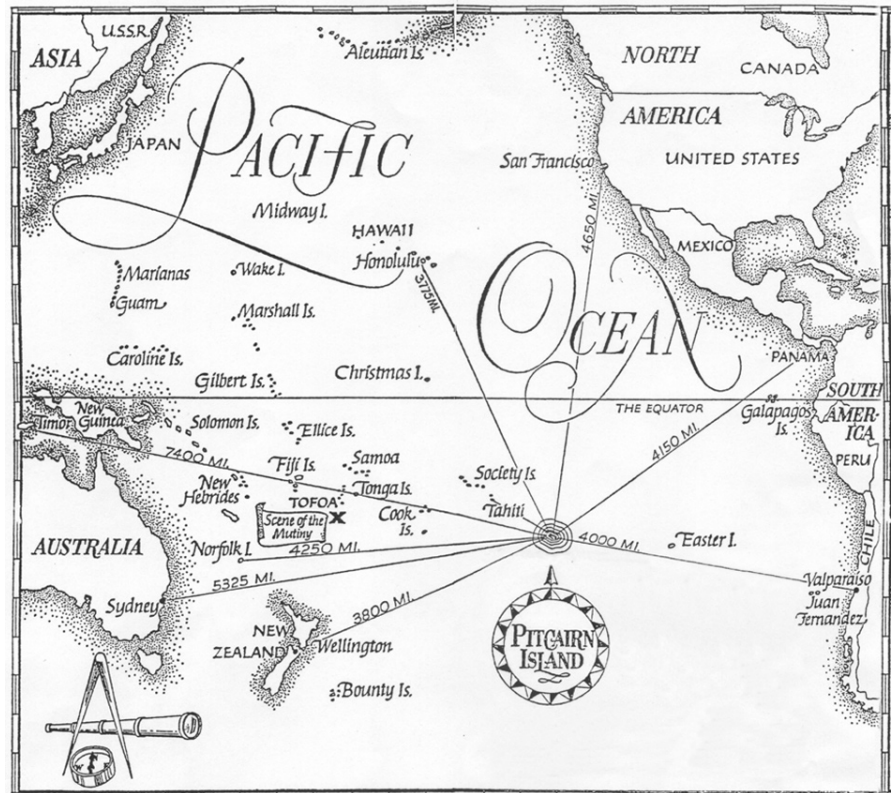 U.S.S.R.
ASIA
Aleutian Is.
NORTH
CANADA
AMERICA
JAPAN
PACIFIC
San Francisco
UNITED STATES
Midway I.
4650 MI.
HAWAII
MEXICO
Honolulu
Marianas
Wake I.
3775 MI.
Guam
Marshall Is.
OCEAN
PANAMA
Caroline Is.
Gilbert Is.
Christmas I.
SOUTH
AMER-
ICA
THE EQUATOR
Galapagos
Is.
Timor
New
Guinea
Solomon Is.
Ellice Is.
7400 MI.
4150 MI.
PERU
Fiji Is.
Samoa
Society Is.
New
Hebrides
Tonga Is.
TOFOA
X
Cook
Is.
Tahiti
Scene of the
Mutiny
CHILE
AUSTRALIA
Norfolk I.
4250 MI.
4000 MI.
Easter I.
5325 MI.
Valparaiso
Sydney
Juan
Fernandez
3800 MI.
NEW
ZEALAND
Wellington
PITCAIRN
ISLAND
Bounty Is.